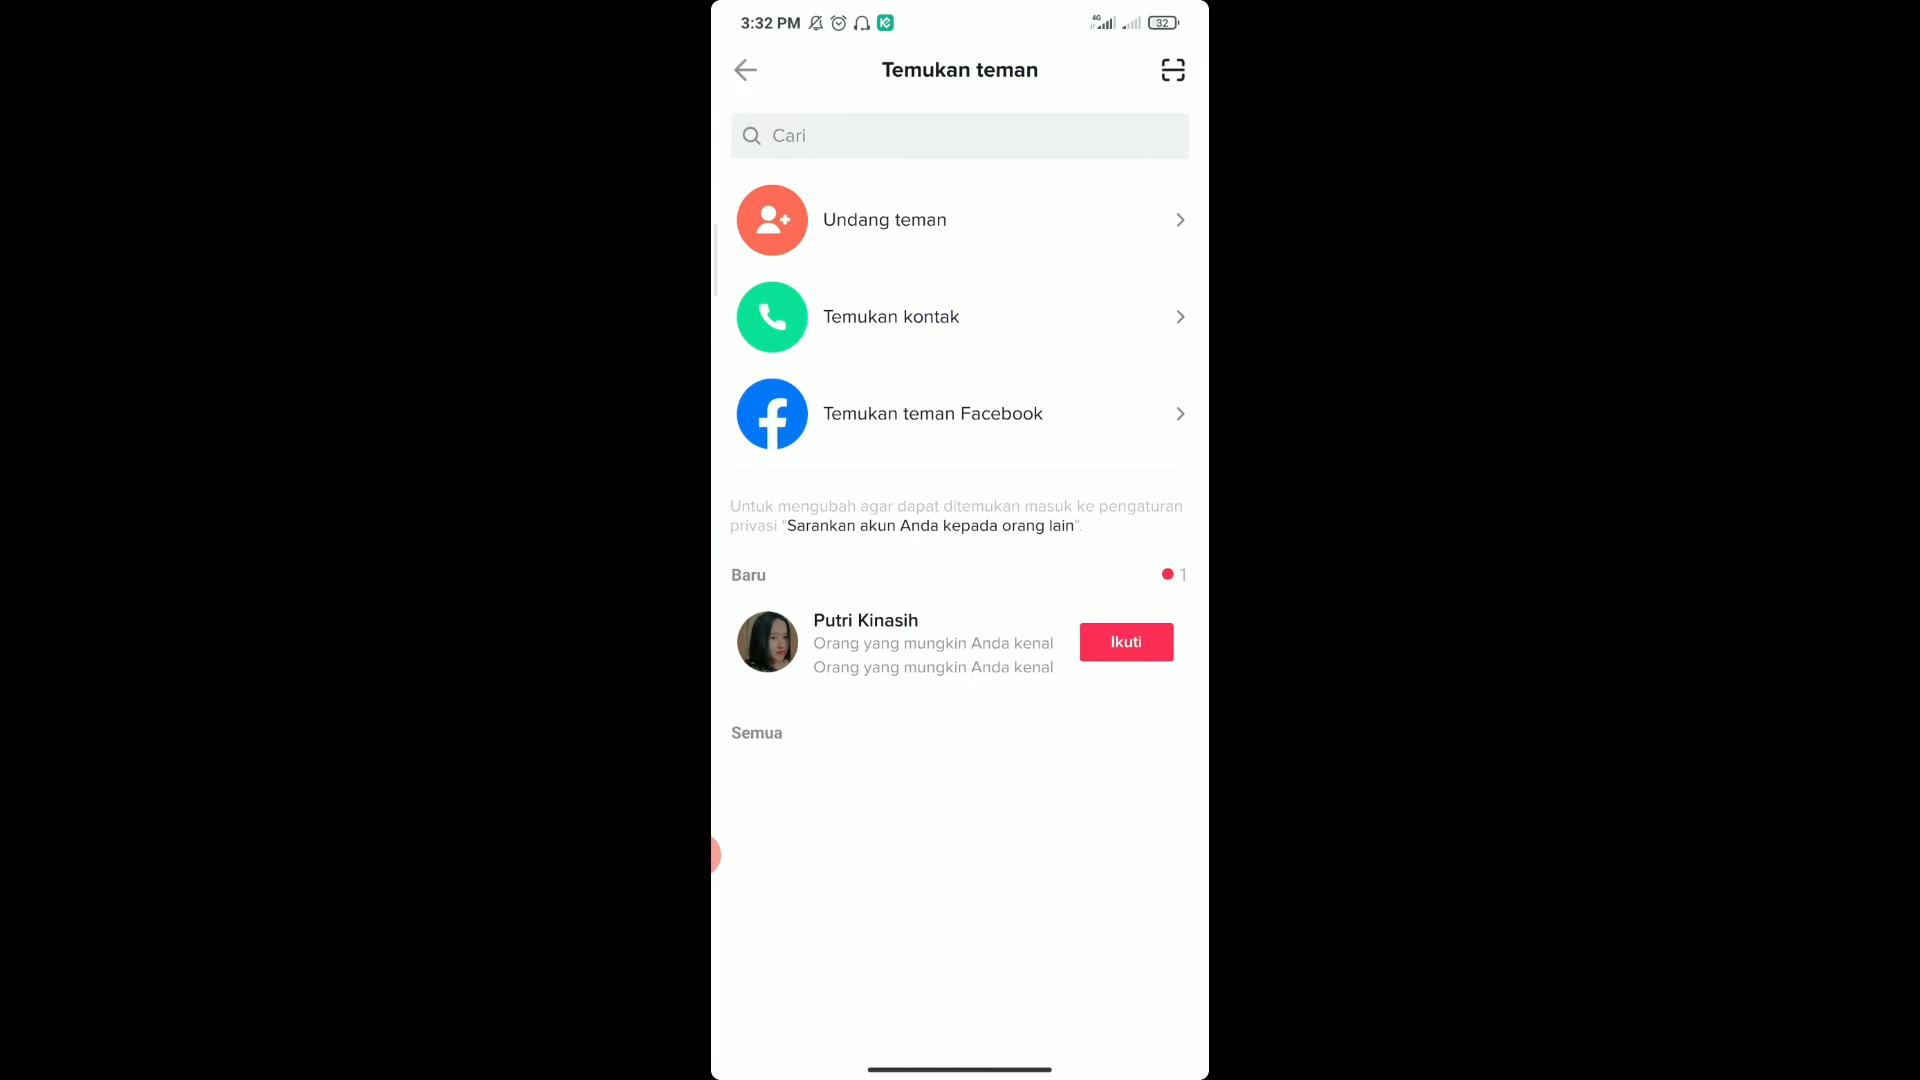 3:32 PM
4G
32
Temukan teman
Cari
Undang teman
Temukan kontak
Temukan teman Facebook
Untuk mengubah agar dapat ditemukan masuk ke pengaturan
privasi "Sarankan akun Anda kepada orang lain".
Baru
1
Putri Kinasih
Orang yang mungkin Anda kenal
Orang yang mungkin Anda kenal
Ikuti
Semua